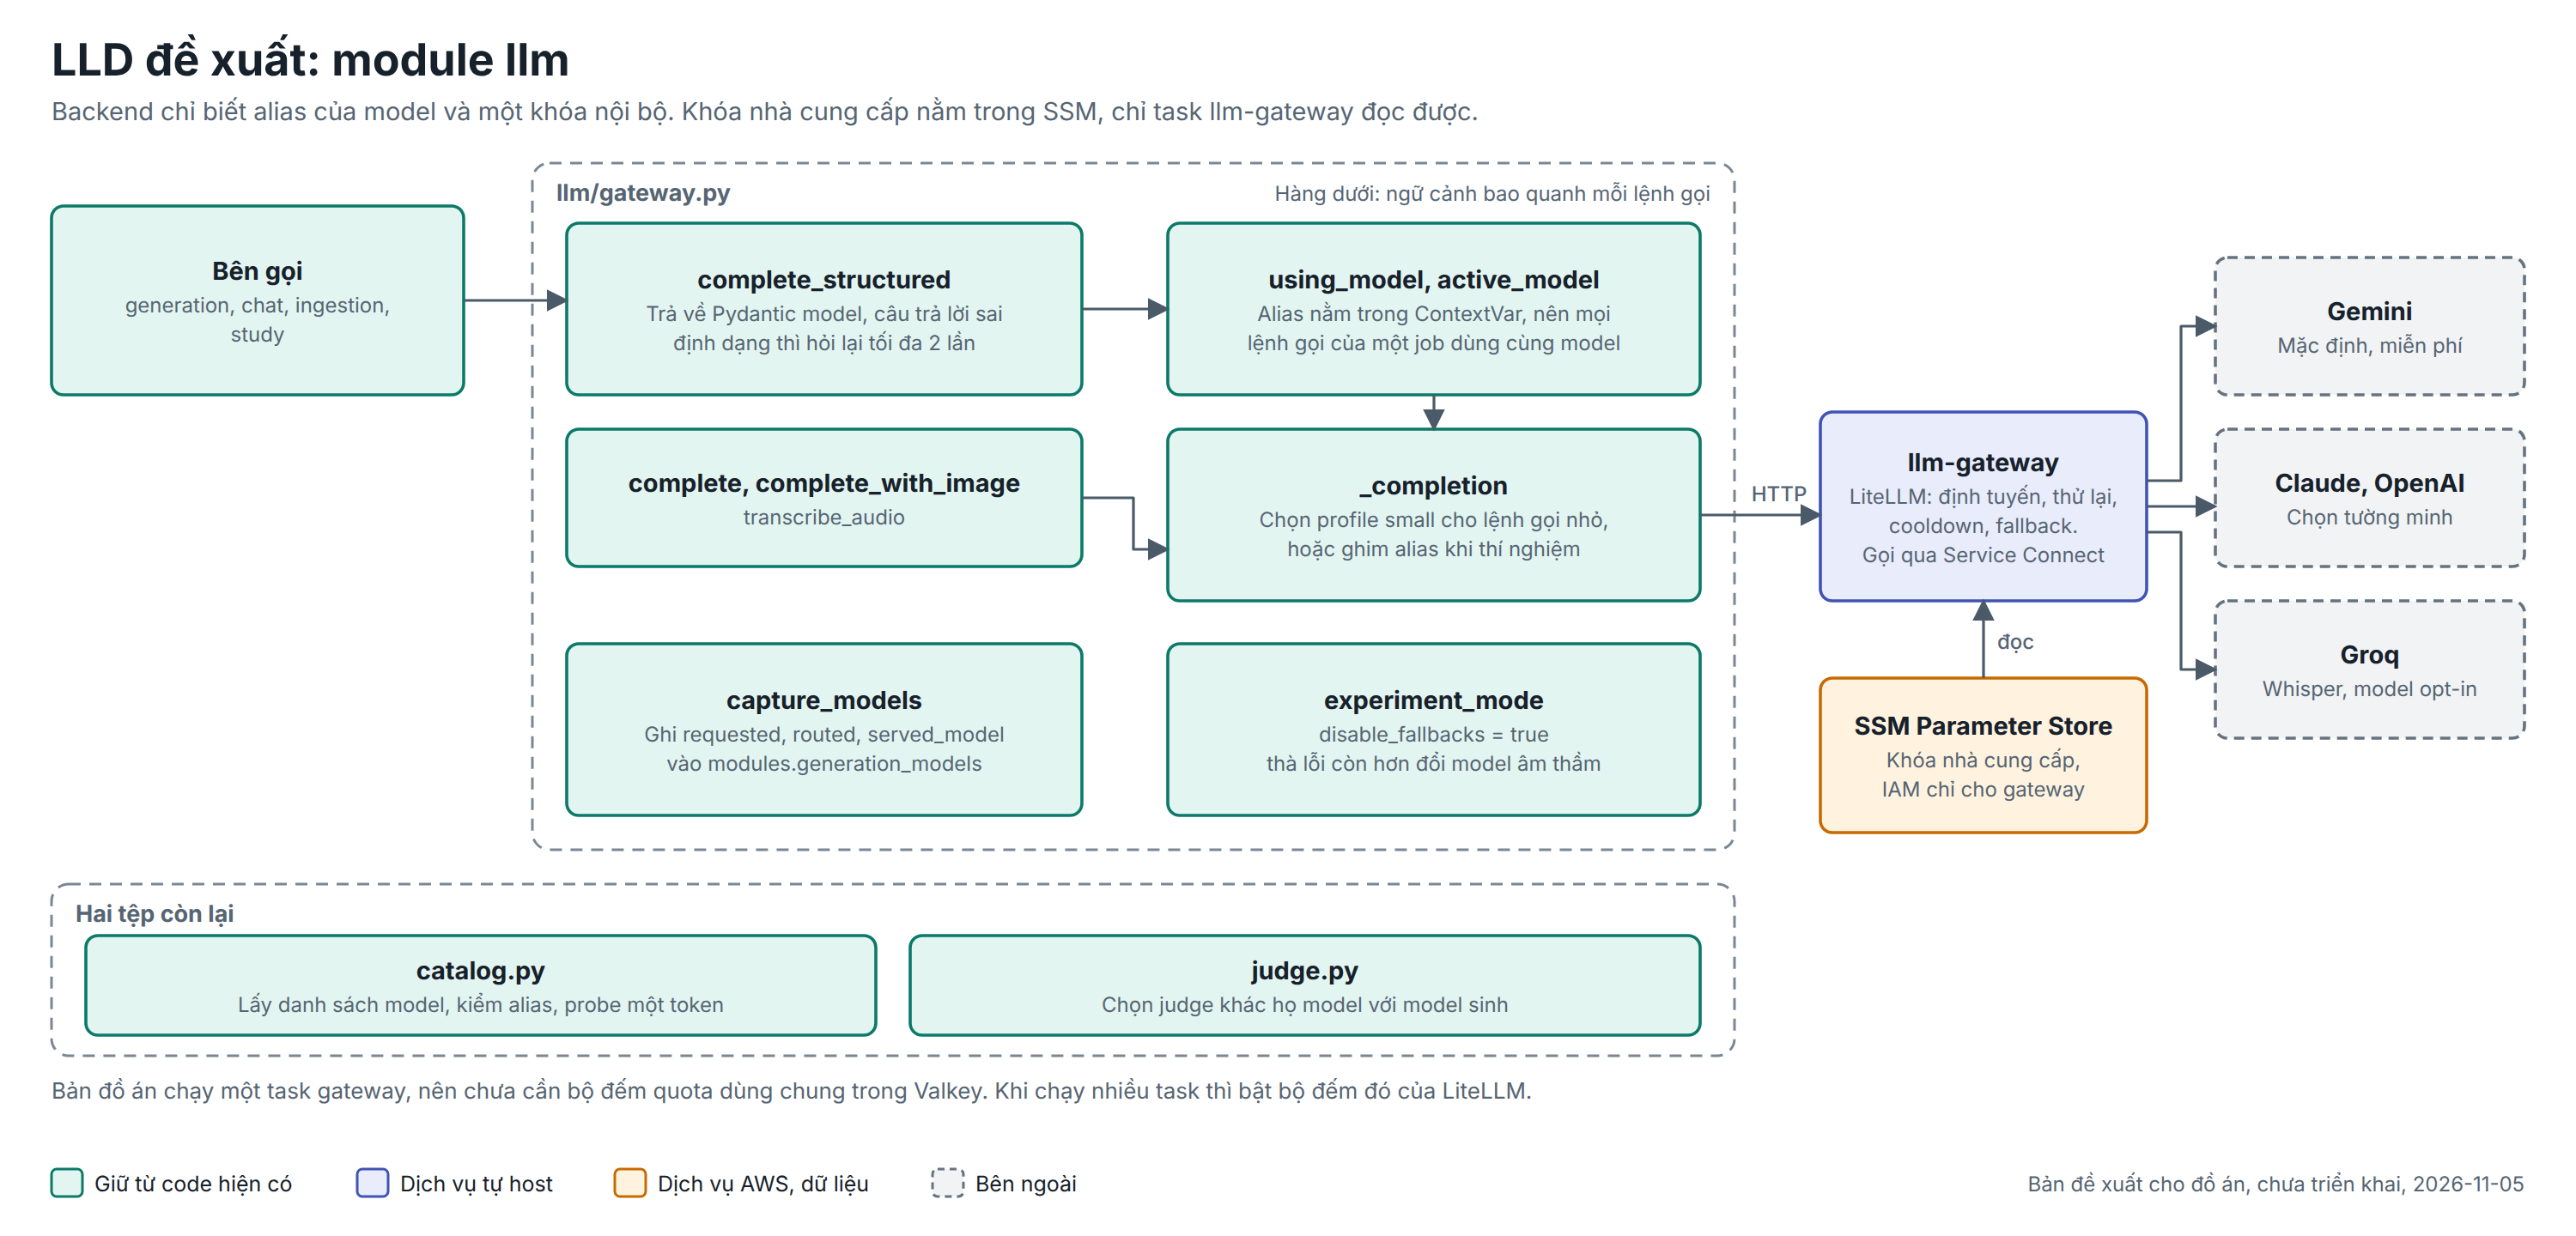 LLD đề xuất: module llm
Backend chỉ biết alias của model và một khóa nội bộ. Khóa nhà cung cấp nằm trong SSM, chỉ task llm-gateway đọc được.
Bên gọi
generation, chat, ingestion,
study
llm/gateway.py
Hàng dưới: ngữ cảnh bao quanh mỗi lệnh gọi
complete_structured
Trả về Pydantic model, câu trả lời sai
định dạng thì hỏi lại tối đa 2 lần
using_model, active_model
Alias nằm trong ContextVar, nên mọi
lệnh gọi của một job dùng cùng model
complete, complete_with_image
transcribe_audio
_completion
Chọn profile small cho lệnh gọi nhỏ,
hoặc ghim alias khi thí nghiệm
capture_models
Ghi requested, routed, served_model
vào modules.generation_models
experiment_mode
disable_fallbacks = true
thà lỗi còn hơn đổi model âm thầm
HTTP
llm-gateway
LiteLLM: định tuyến, thử lại,
cooldown, fallback.
Gọi qua Service Connect
đọc
SSM Parameter Store
Khóa nhà cung cấp,
IAM chỉ cho gateway
Gemini
Mặc định, miễn phí
Claude, OpenAI
Chọn tường minh
Groq
Whisper, model opt-in
Hai tệp còn lại
catalog.py
Lấy danh sách model, kiểm alias, probe một token
judge.py
Chọn judge khác họ model với model sinh
Bản đồ án chạy một task gateway, nên chưa cần bộ đếm quota dùng chung trong Valkey. Khi chạy nhiều task thì bật bộ đếm đó của LiteLLM.
Giữ từ code hiện có
Dịch vụ tự host
Dịch vụ AWS, dữ liệu
Bên ngoài
Bản đề xuất cho đồ án, chưa triển khai, 2026-11-05